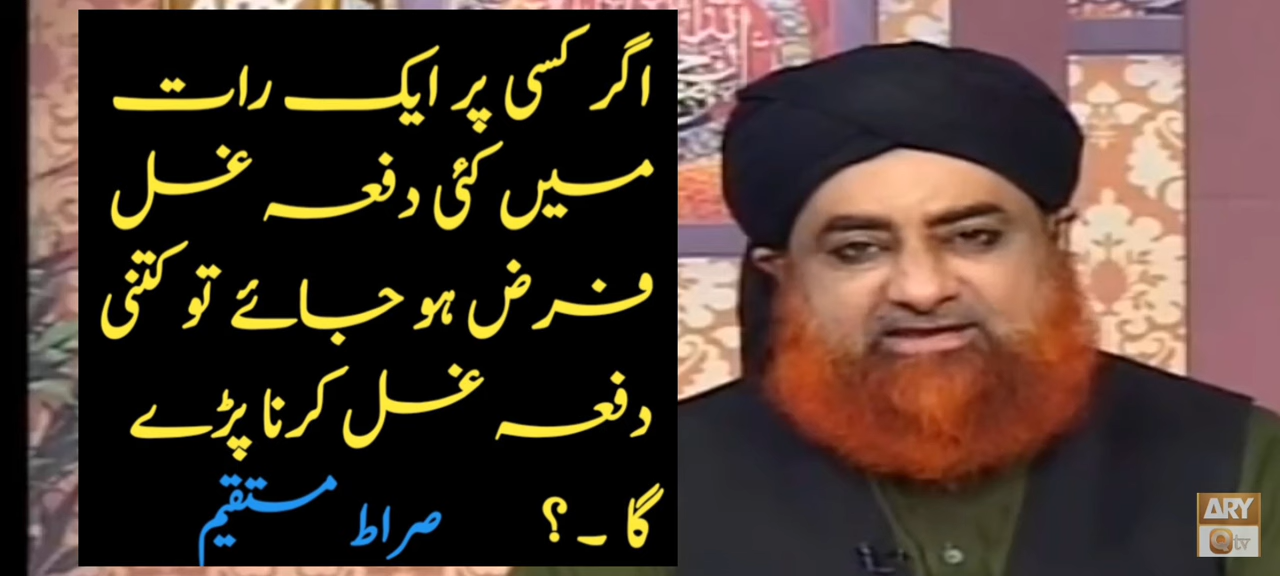 اگر کسی پر ایک رات
میں کئی دفعہ غسل
فرض ہو جائے تو کتنی
دفعہ غسل کرنا پڑے
گا ۔ ؟
صراط مستقیم
ARY
Qtv